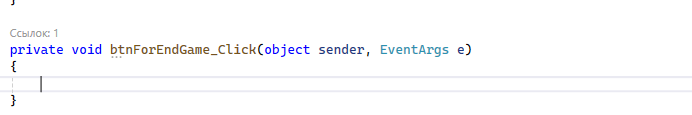 }
Ссылок: 1
private void btnForEndGame_Click(object sender, EventArgs e)
{
}